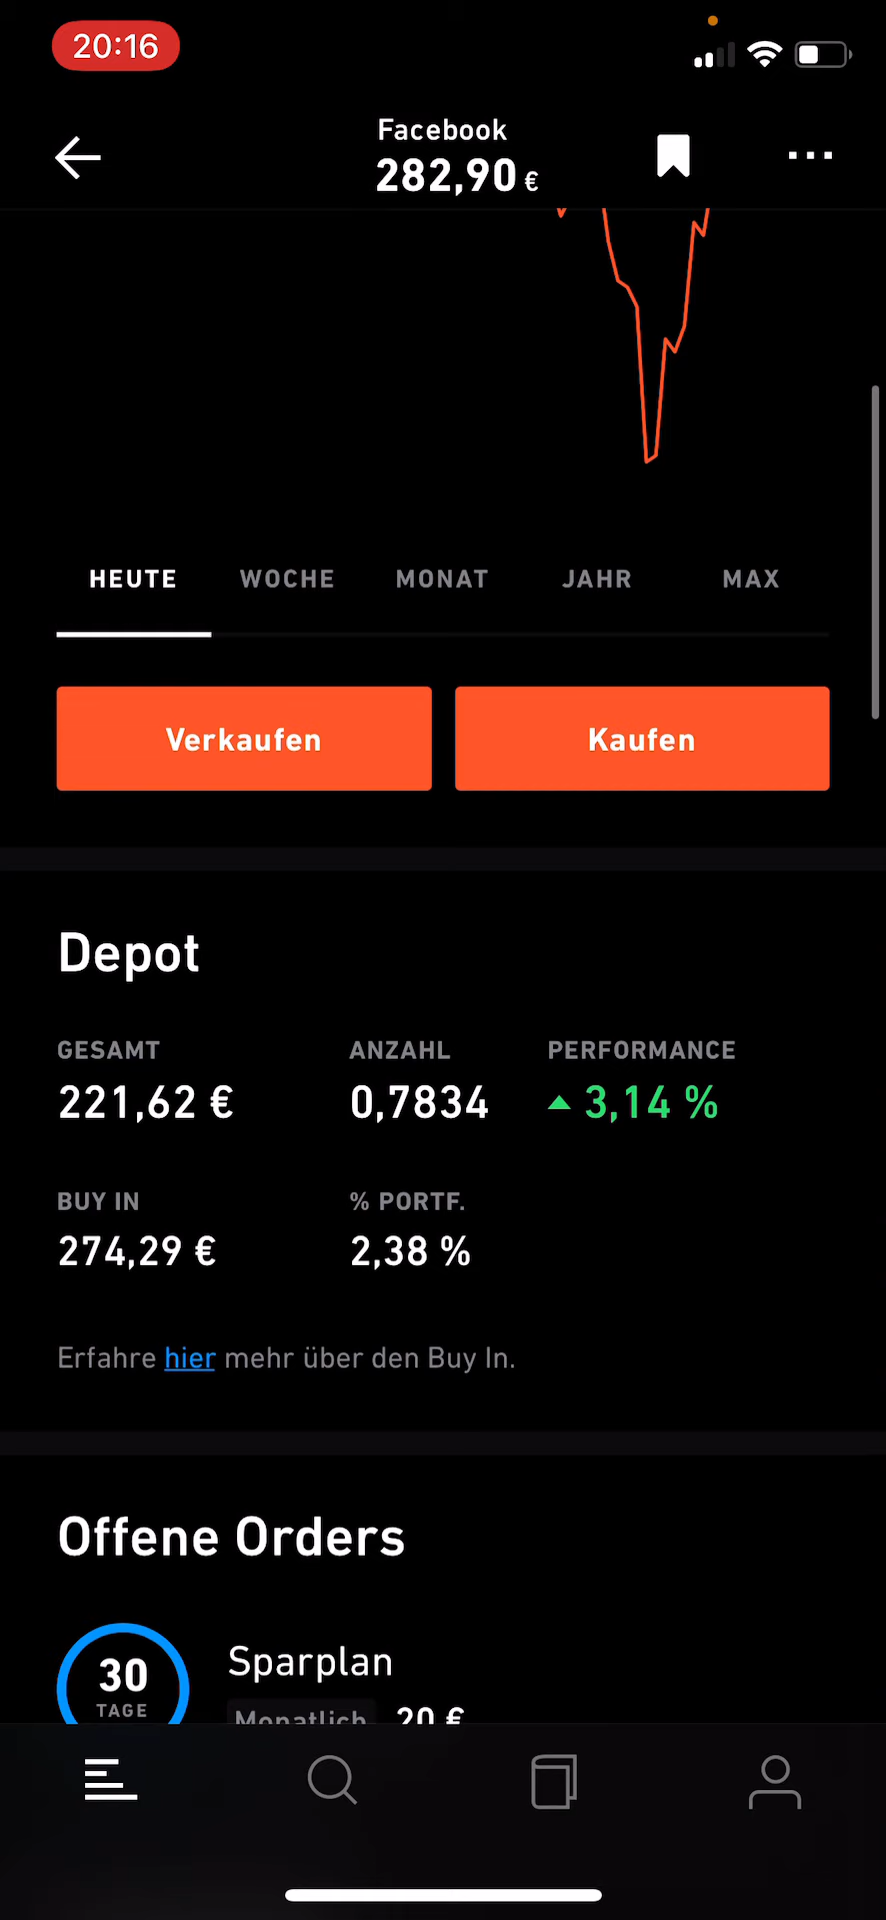 20:16
Facebook
282,90 €
HEUTE WOCHE MONAT JAHR MAX
Verkaufen Kaufen
Depot
GESAMT ANZAHL PERFORMANCE
221,62 € 0,7834 3,14 %
BUY IN % PORTF.
274,29 € 2,38 %
Erfahre hier mehr über den Buy In.
Offene Orders
30
TAGE
Sparplan
Monatlich 20 €